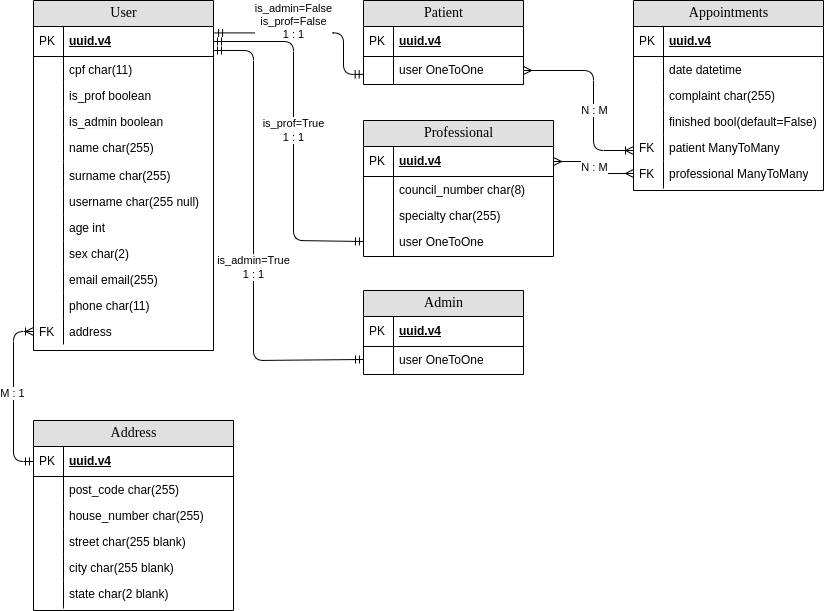 User
PK uuid.v4
cpf char(11)
is_prof boolean
is_admin boolean
name char(255)
surname char(255)
username char(255 null)
age int
sex char(2)
email email(255)
phone char(11)
FK address
is_admin=False
is_prof=False
1 : 1
is_prof=True
1 : 1
is_admin=True
1 : 1
Patient
PK uuid.v4
user OneToOne
Professional
PK uuid.v4
council_number char(8)
specialty char(255)
user OneToOne
Admin
PK uuid.v4
user OneToOne
N : M
N : M
Appointments
PK uuid.v4
date datetime
complaint char(255)
finished bool(default=False)
FK patient ManyToMany
FK professional ManyToMany
M : 1
Address
PK uuid.v4
post_code char(255)
house_number char(255)
street char(255 blank)
city char(255 blank)
state char(2 blank)